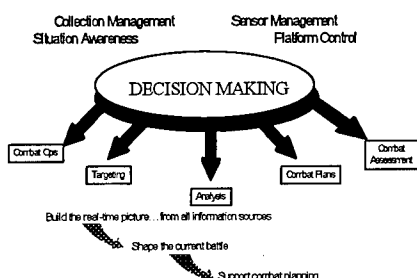 Collection Management Sensor Management
Situation Awareness Platform Control
DECISION MAKING
Combat Ops
Targeting
Analysis
Combat Plans
Combat
Assessment
Build the real-time picture... from all information sources
Shape the current battle
Support combat planning